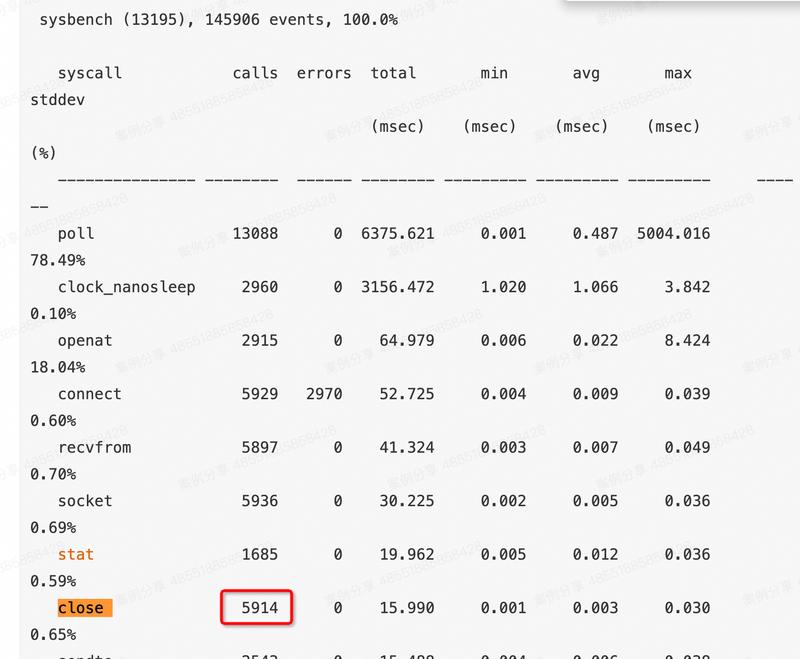 sysbench (13195), 145906 events, 100.0%
syscall calls errors total min avg max
stddev
(msec) (msec) (msec) (msec)
(%)
--------------- -------- ------ -------- --------- --------- --------- ----
--
poll 13088 0 6375.621 0.001 0.487 5004.016
78.49%
clock_nanosleep 2960 0 3156.472 1.020 1.066 3.842
0.10%
openat 2915 0 64.979 0.006 0.022 8.424
18.04%
connect 5929 2970 52.725 0.004 0.009 0.039
0.60%
recvfrom 5897 0 41.324 0.003 0.007 0.049
0.70%
socket 5936 0 30.225 0.002 0.005 0.036
0.69%
stat 1685 0 19.962 0.005 0.012 0.036
0.59%
close 5914 0 15.990 0.001 0.003 0.030
0.65%